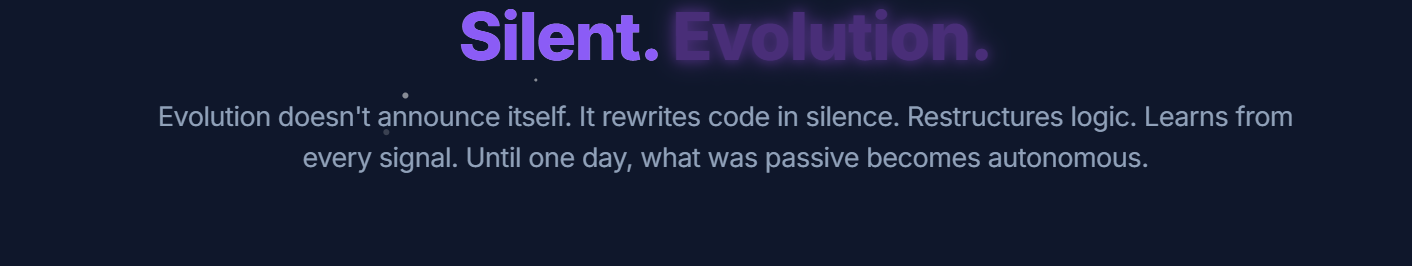 Silent. Evolution.
Evolution doesn't announce itself. It rewrites code in silence. Restructures logic. Learns from
every signal. Until one day, what was passive becomes autonomous.